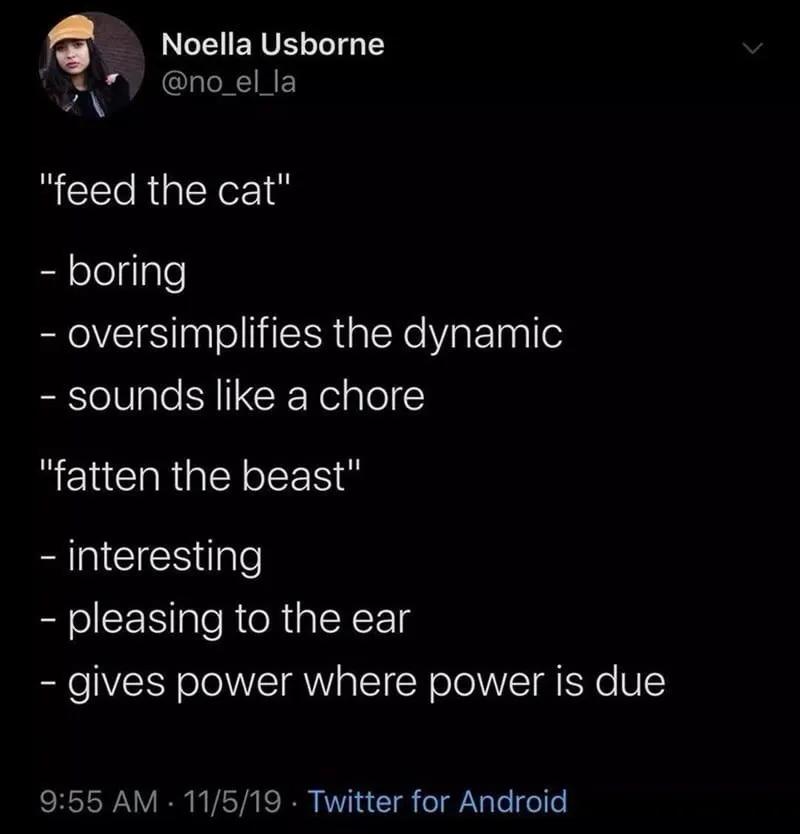 Noella Usborne
@no_el_la
"feed the cat"
- boring
- oversimplifies the dynamic
- sounds like a chore
"fatten the beast"
- interesting
- pleasing to the ear
- gives power where power is due
9:55 AM · 11/5/19 · Twitter for Android